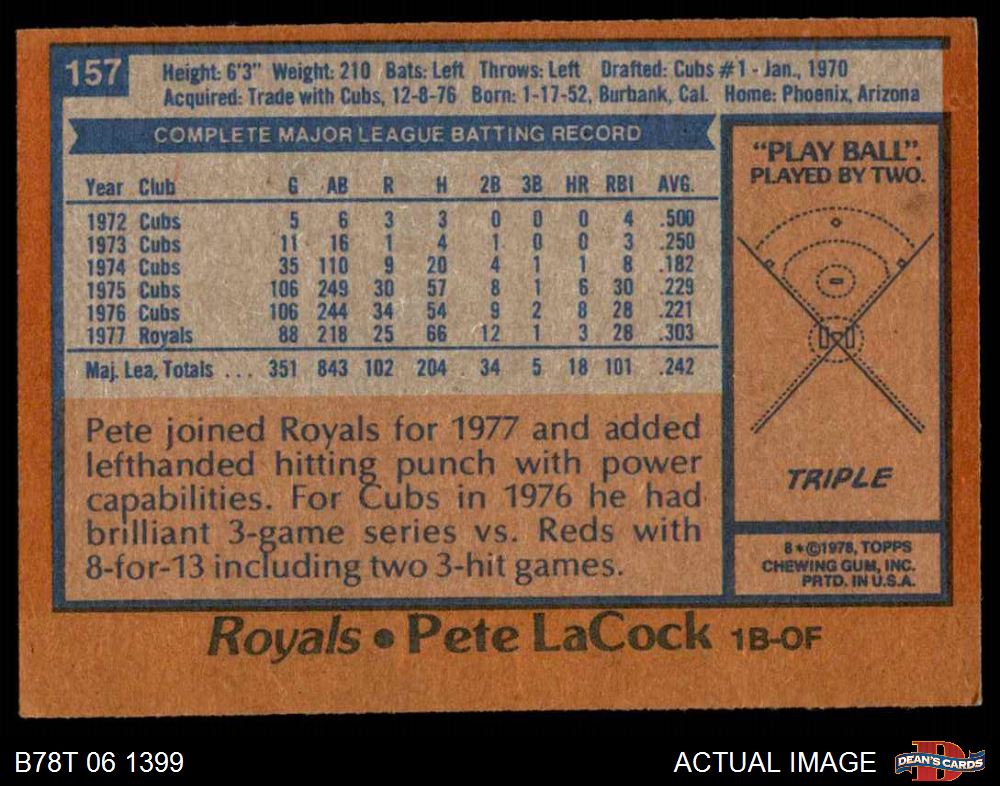 157
Height: 6'3" Weight: 210 Bats: Left Throws: Left Drafted: Cubs #1 - Jan., 1970
Acquired: Trade with Cubs, 12-8-76 Born: 1-17-52, Burbank, Cal. Home: Phoenix, Arizona
COMPLETE MAJOR LEAGUE BATTING RECORD
Year Club G AB R H 2B 3B HR RBI AVG.
1972 Cubs 5 6 3 3 0 0 0 4 .500
1973 Cubs 11 16 1 4 1 0 0 3 .250
1974 Cubs 35 110 9 20 4 1 1 8 .182
1975 Cubs 106 249 30 57 8 1 6 30 .229
1976 Cubs 106 244 34 54 9 2 8 28 .221
1977 Royals 88 218 25 66 12 1 3 28 .303
Maj. Lea. Totals ... 351 843 102 204 34 5 18 101 .242
Pete joined Royals for 1977 and added
lefthanded hitting punch with power
capabilities. For Cubs in 1976 he had
brilliant 3-game series vs. Reds with
8-for-13 including two 3-hit games.
"PLAY BALL".
PLAYED BY TWO.
TRIPLE
8*©1978, TOPPS
CHEWING GUM, INC.
PRTD. IN U.S.A.
Royals • Pete LaCock 1B-OF
B78T 06 1399
ACTUAL IMAGE
D
DEAN'S CARDS